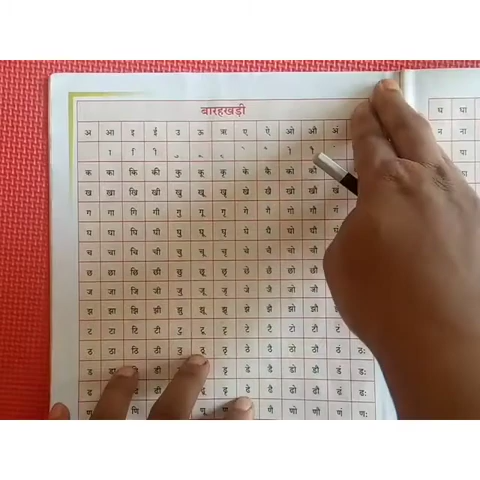 बारहखड़ी
अ आ इ ई उ ऊ ऋ ए ऐ ओ औ अं
ा ि ी ु ू ृ े ै ो ौ
क का कि की कु कू कृ के कै को कौ
ख खा खि खी खु खू खृ खे खै खो खौ खं
ग गा गि गी गु गू गृ गे गै गो गौ गं
घ घा घि घी घु घू घृ घे घै घो घौ घं
च चा चि ची चु चू चृ चे चै चो चौ
छ छा छि छी छु छू छृ छे छै छो छौ
ज जा जि जी जु जू जृ जे जै जो जौ जं
झ झा झि झी झु झू झृ झे झै झो झौ झं
ट टा टि टी टु टू टृ टे टै टो टौ टं
ठ ठा ठि ठी ठु ठू ठृ ठे ठै ठो ठौ ठं ठः
ड डी डृ डे डै डो डौ डं डः
ढ ढी ढृ ढे ढै ढो ढौ ढं ढः
ण णि णु णृ णै णो णौ णं णः
घ घा
न ना